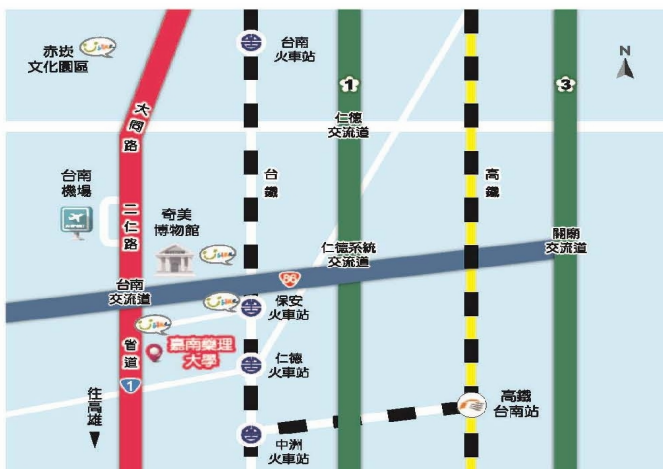 赤崁
文化園區
台南
火車站
N
1
3
大同路
仁德
交流道
台鐵
高鐵
台南
機場
二仁路
奇美
博物館
關廟
交流道
仁德系統
交流道
86
台南
交流道
保安
火車站
省道
嘉南藥理
大學
仁德
火車站
1
往高雄
高鐵
台南站
中洲
火車站